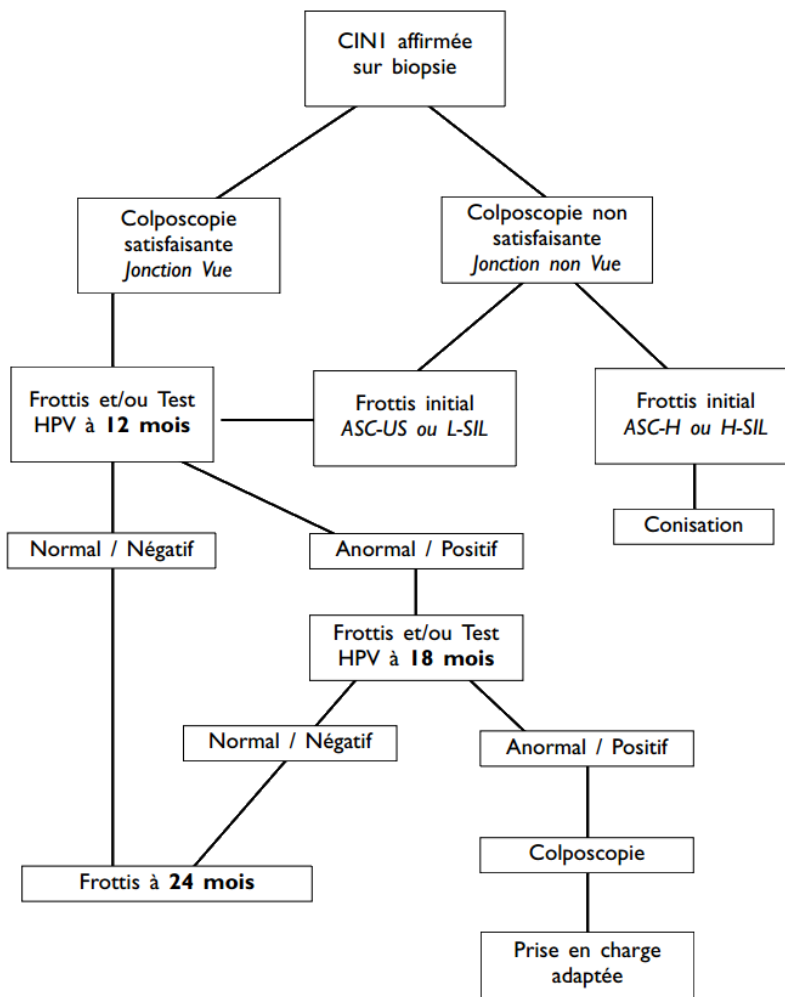 CIN1 affirmée
sur biopsie
Colposcopie
satisfaisante
Jonction Vue
Colposcopie non
satisfaisante
Jonction non Vue
Frottis et/ou Test
HPV à 12 mois
Frottis initial
ASC-US ou L-SIL
Frottis initial
ASC-H ou H-SIL
Conisation
Normal / Négatif
Anormal / Positif
Frottis et/ou Test
HPV à 18 mois
Normal / Négatif
Anormal / Positif
Colposcopie
Frottis à 24 mois
Prise en charge
adaptée